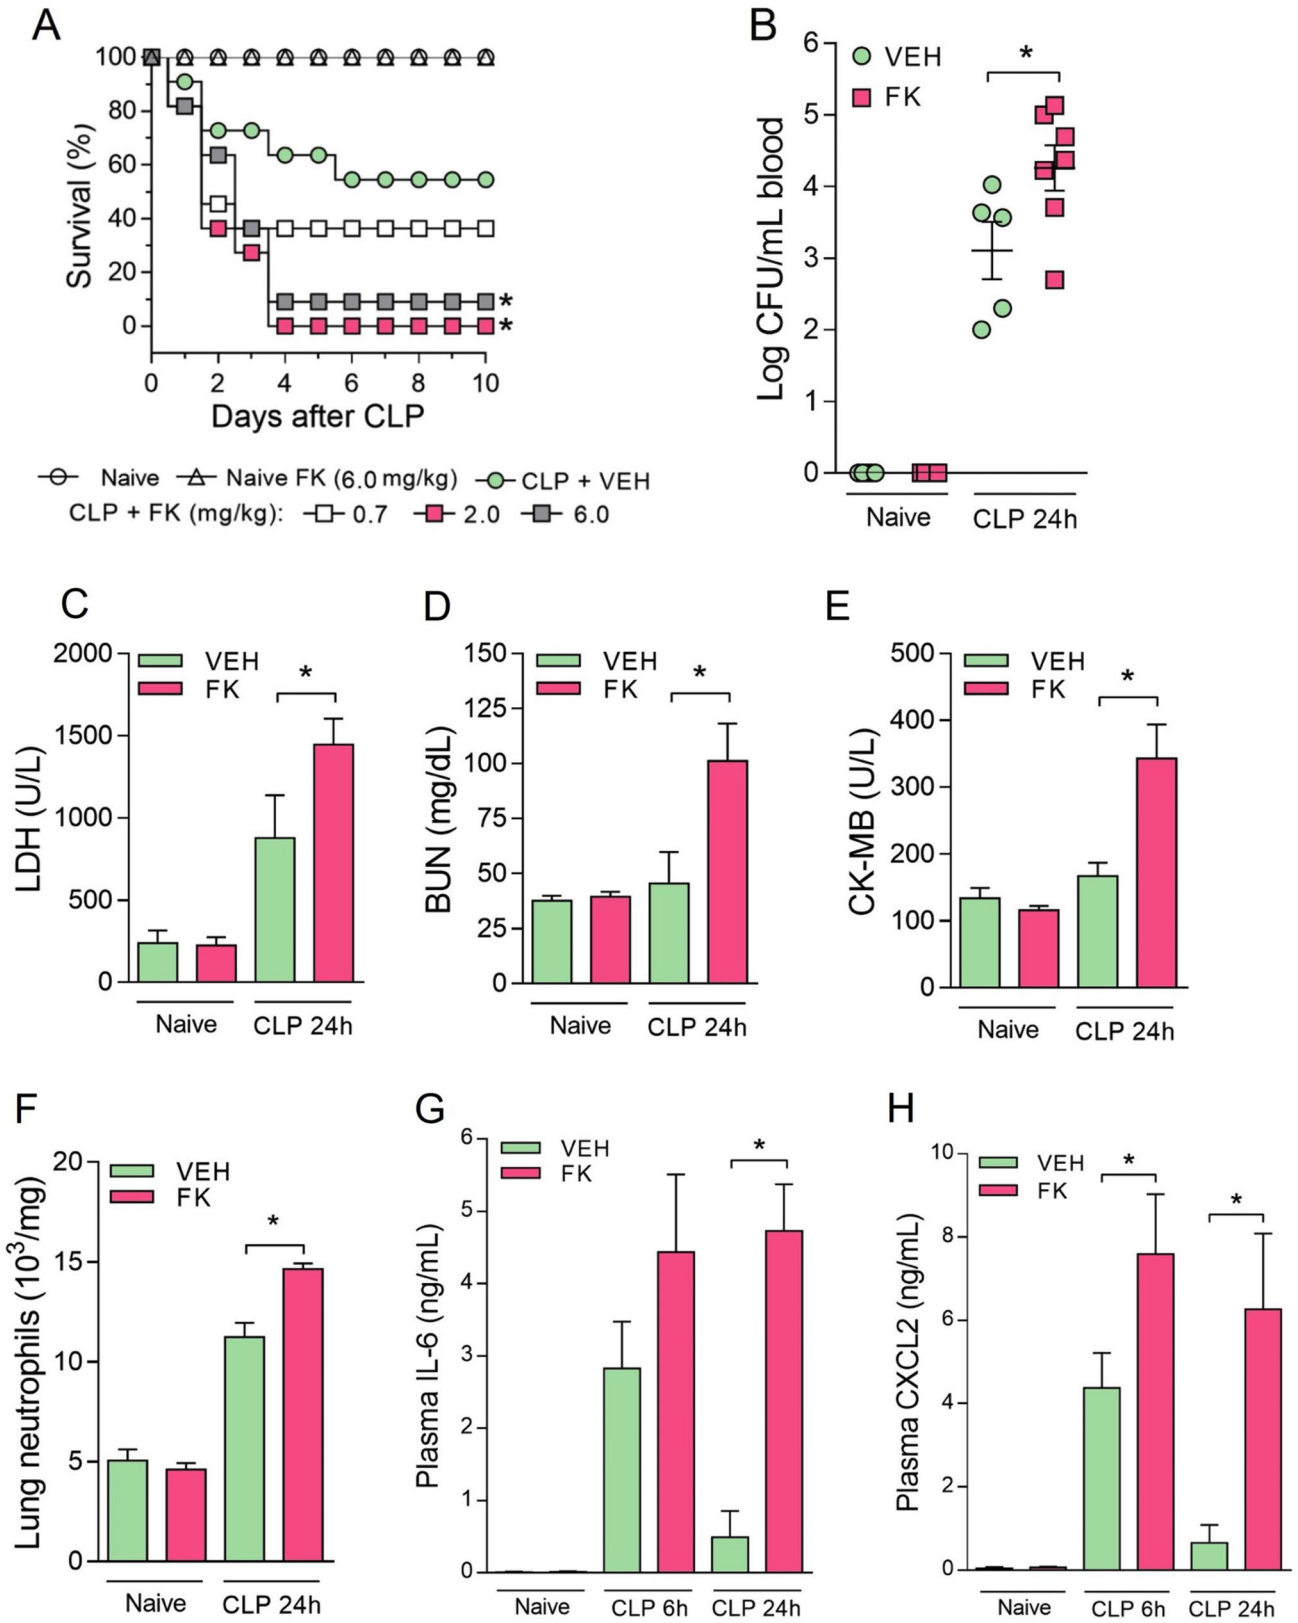 A
Survival (%)
100
80
60
40
20
0
*
*
0 2 4 6 8 10
Days after CLP
Naive Naive FK (6.0 mg/kg) CLP + VEH
CLP + FK (mg/kg): 0.7 2.0 6.0
B
Log CFU/mL blood
6
5
4
3
2
1
0
VEH
FK
*
Naive CLP 24h
C
LDH (U/L)
2000
1500
1000
500
0
VEH
FK
*
Naive CLP 24h
D
BUN (mg/dL)
150
125
100
75
50
25
0
VEH
FK
*
Naive CLP 24h
E
CK-MB (U/L)
500
400
300
200
100
0
VEH
FK
*
Naive CLP 24h
F
Lung neutrophils (10³/mg)
20
15
10
5
0
VEH
FK
*
Naive CLP 24h
G
Plasma IL-6 (ng/mL)
6
5
4
3
2
1
0
VEH
FK
*
Naive CLP 6h CLP 24h
H
Plasma CXCL2 (ng/mL)
10
8
6
4
2
0
VEH
FK
*
*
Naive CLP 6h CLP 24h